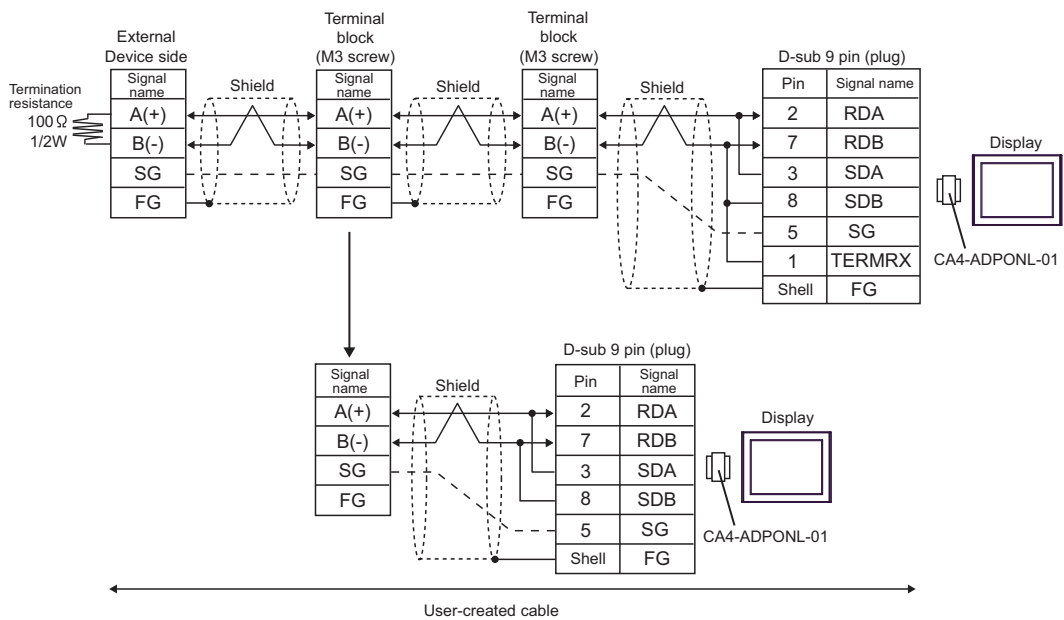 External
Device side
Terminal
block
(M3 screw)
Terminal
block
(M3 screw)
D-sub 9 pin (plug)
Termination
resistance
100 Ω
1/2W
Signal
name
A(+)
B(-)
SG
FG
Shield
Signal
name
A(+)
B(-)
SG
FG
Shield
Signal
name
A(+)
B(-)
SG
FG
Shield
Pin Signal name
2 RDA
7 RDB
3 SDA
8 SDB
5 SG
1 TERMRX
Shell FG
Display
CA4-ADPONL-01
D-sub 9 pin (plug)
Signal
name
A(+)
B(-)
SG
FG
Shield
Pin Signal
name
2 RDA
7 RDB
3 SDA
8 SDB
5 SG
Shell FG
Display
CA4-ADPONL-01
User-created cable